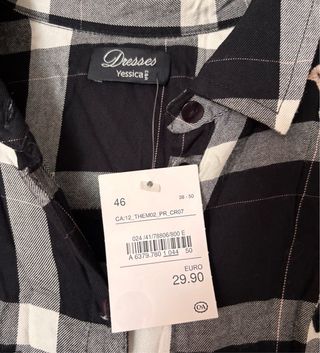 Dresses
Yessica
46
38 - 50
CA/12_THEM02_PR_CR07
024 /41/78806/800 E
A 6379.780 1 044 50
EURO
29.90
C&A